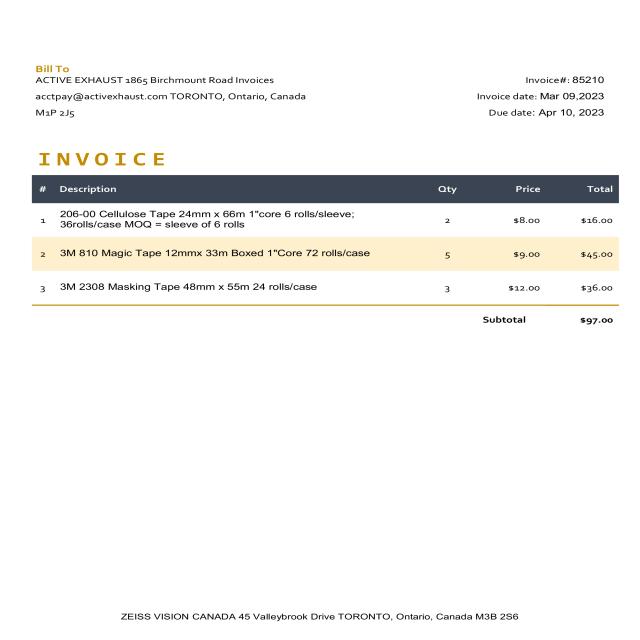 Bill To
ACTIVE EXHAUST 1865 Birchmount Road Invoices
acctpay@activexhaust.com TORONTO, Ontario, Canada
M1P 2J5
Invoice#: 85210
Invoice date: Mar 09,2023
Due date: Apr 10, 2023
INVOICE
# Description Qty Price Total
1 206-00 Cellulose Tape 24mm x 66m 1"core 6 rolls/sleeve;
36rolls/case MOQ = sleeve of 6 rolls 2 $8.00 $16.00
2 3M 810 Magic Tape 12mmx 33m Boxed 1"Core 72 rolls/case 5 $9.00 $45.00
3 3M 2308 Masking Tape 48mm x 55m 24 rolls/case 3 $12.00 $36.00
Subtotal $97.00
ZEISS VISION CANADA 45 Valleybrook Drive TORONTO, Ontario, Canada M3B 2S6